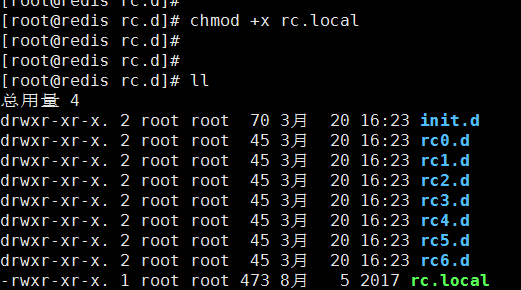 [root@redis rc.d]#
[root@redis rc.d]# chmod +x rc.local
[root@redis rc.d]#
[root@redis rc.d]#
[root@redis rc.d]# ll
总用量 4
drwxr-xr-x. 2 root root  70 3月  20 16:23 init.d
drwxr-xr-x. 2 root root  45 3月  20 16:23 rc0.d
drwxr-xr-x. 2 root root  45 3月  20 16:23 rc1.d
drwxr-xr-x. 2 root root  45 3月  20 16:23 rc2.d
drwxr-xr-x. 2 root root  45 3月  20 16:23 rc3.d
drwxr-xr-x. 2 root root  45 3月  20 16:23 rc4.d
drwxr-xr-x. 2 root root  45 3月  20 16:23 rc5.d
drwxr-xr-x. 2 root root  45 3月  20 16:23 rc6.d
-rwxr-xr-x. 1 root root 473 8月   5 2017 rc.local